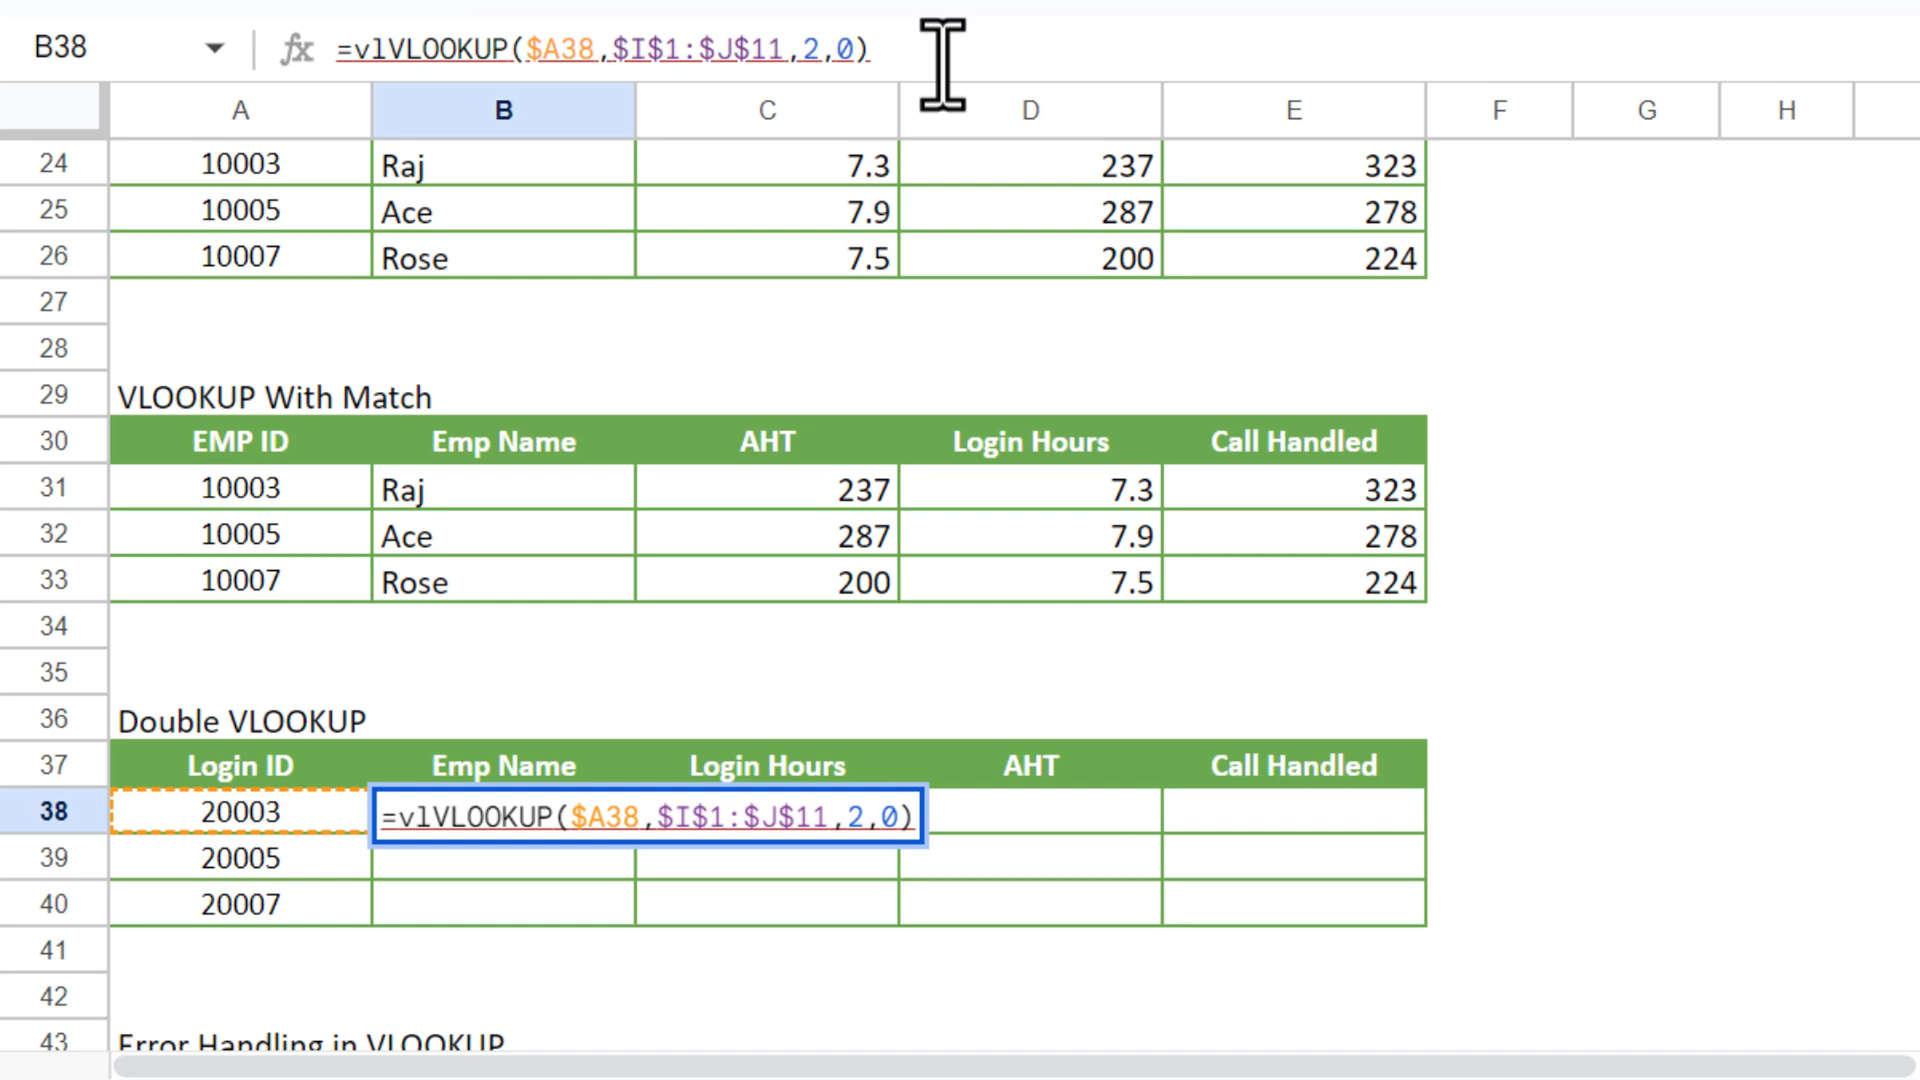 B38 fx =vlVLOOKUP($A38,$I$1:$J$11,2,0)
A B C D E F G H
24 10003 Raj 7.3 237 323
25 10005 Ace 7.9 287 278
26 10007 Rose 7.5 200 224
27
28
29 VLOOKUP With Match
30 EMP ID Emp Name AHT Login Hours Call Handled
31 10003 Raj 237 7.3 323
32 10005 Ace 287 7.9 278
33 10007 Rose 200 7.5 224
34
35
36 Double VLOOKUP
37 Login ID Emp Name Login Hours AHT Call Handled
38 20003 =vlVLOOKUP($A38,$I$1:$J$11,2,0)
39 20005
40 20007
41
42
43 Error Handling in VLOOKUP